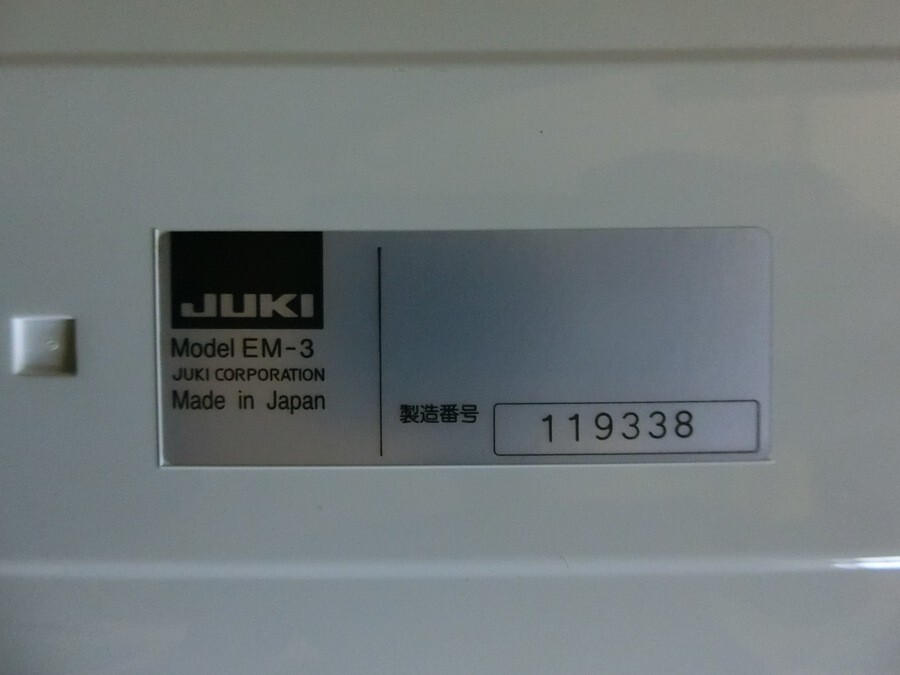 JUKI
Model EM-3
JUKI CORPORATION
Made in Japan
製造番号 119338